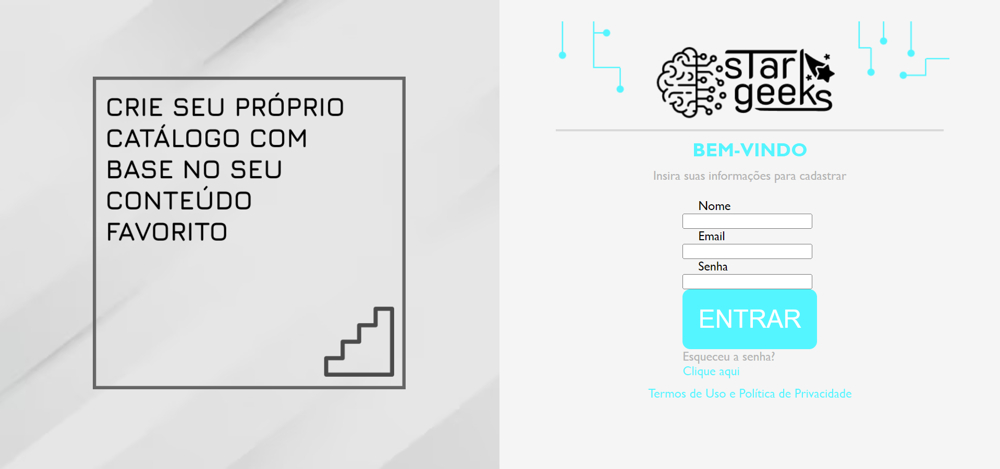 CRIE SEU PRÓPRIO
CATÁLOGO COM
BASE NO SEU
CONTEÚDO
FAVORITO
sTar
geeks
BEM-VINDO
Insira suas informações para cadastrar
Nome
Email
Senha
ENTRAR
Esqueceu a senha?
Clique aqui
Termos de Uso e Política de Privacidade